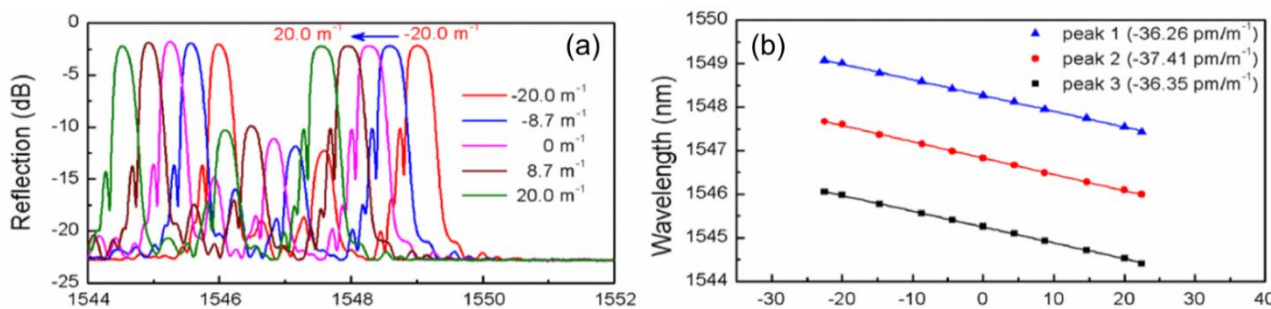 0
-5
-10
-15
-20
-25
Reflection (dB)
20.0 m⁻¹
-20.0 m⁻¹
(a)
-20.0 m⁻¹
-8.7 m⁻¹
0 m⁻¹
8.7 m⁻¹
20.0 m⁻¹
1544 1546 1548 1550 1552
1550
1549
1548
1547
1546
1545
1544
Wavelength (nm)
(b)
peak 1 (-36.26 pm/m⁻¹)
peak 2 (-37.41 pm/m⁻¹)
peak 3 (-36.35 pm/m⁻¹)
-30 -20 -10 0 10 20 30 40